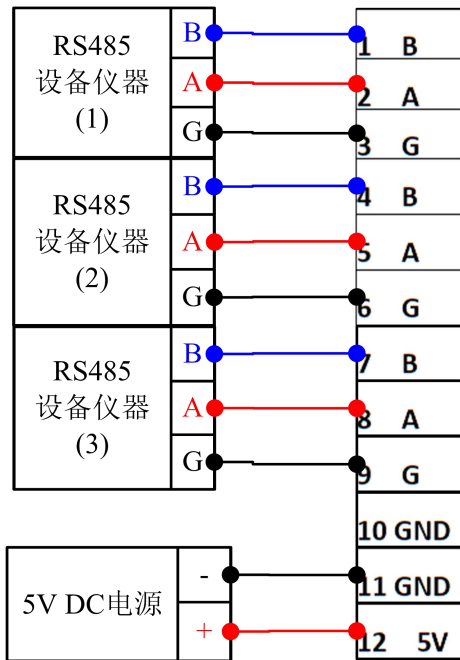 RS485
设备仪器
(1)
B
A
G
RS485
设备仪器
(2)
B
A
G
RS485
设备仪器
(3)
B
A
G
5V DC电源
-
+
1 B
2 A
3 G
4 B
5 A
6 G
7 B
8 A
9 G
10 GND
11 GND
12 5V